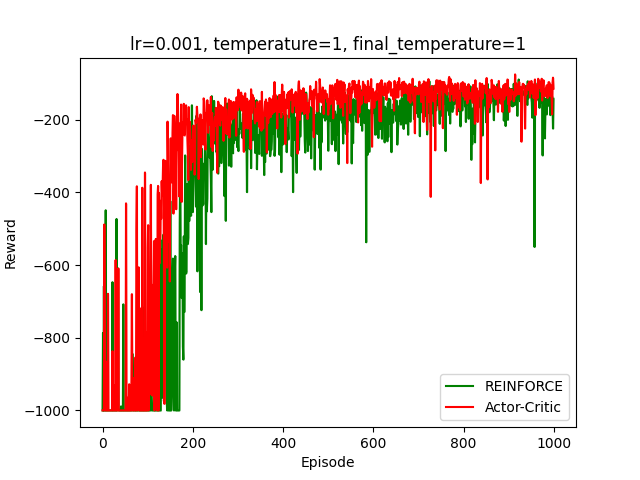 lr=0.001, temperature=1, final_temperature=1
Reward
−200
−400
−600
−800
−1000
0
200
400
600
800
1000
Episode
REINFORCE
Actor-Critic